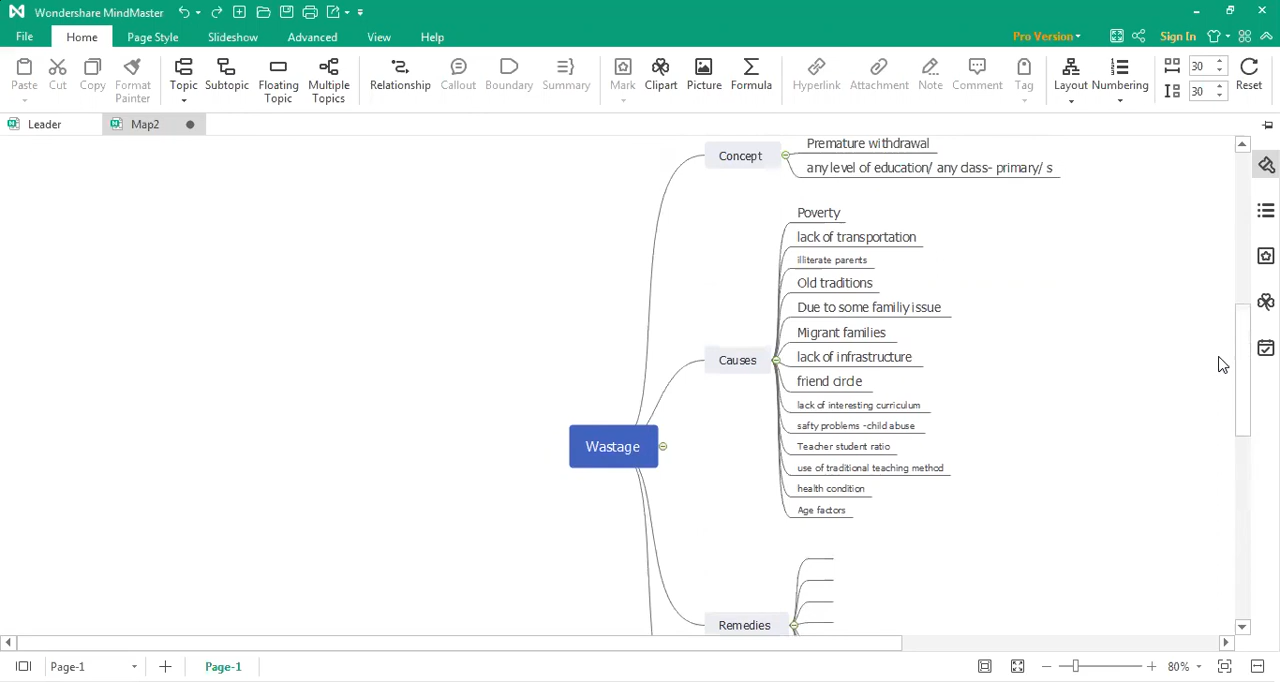 Wondershare MindMaster
File Home Page Style Slideshow Advanced View Help Pro Version Sign In
Paste Cut Copy Format Painter Topic Subtopic Floating Topic Multiple Topics Relationship Callout Boundary Summary Mark Clipart Picture Formula Hyperlink Attachment Note Comment Tag Layout Numbering 30 30 Reset
Leader Map2
Concept
Premature withdrawal
any level of education/ any class- primary/ s
Causes
Poverty
lack of transportation
illiterate parents
Old traditions
Due to some familiy issue
Migrant families
lack of infrastructure
friend circle
lack of interesting curriculum
safty problems -child abuse
Teacher student ratio
use of traditional teaching method
health condition
Age factors
Wastage
Remedies
Page-1 Page-1 80%